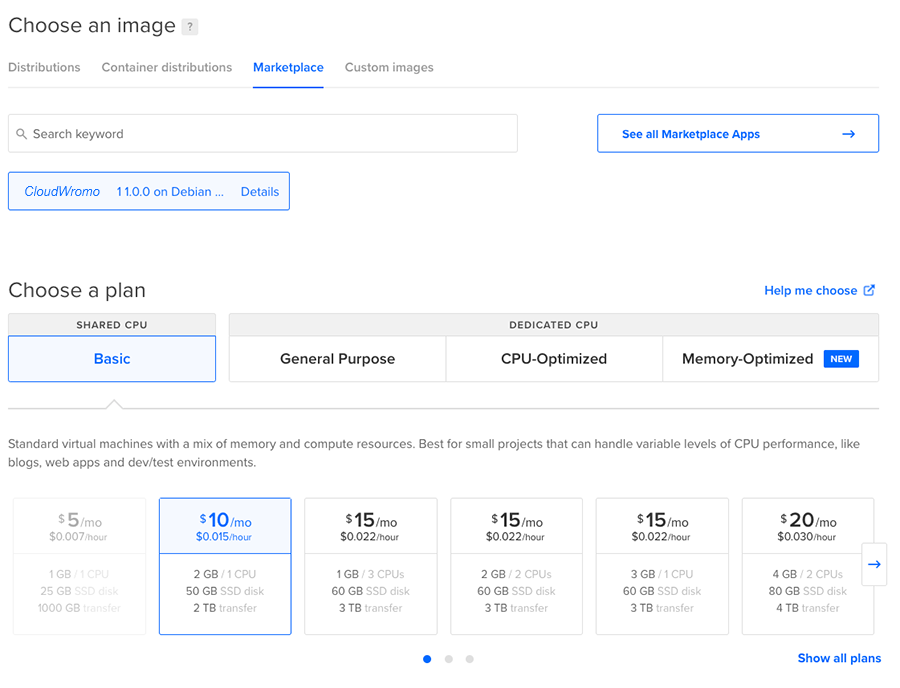 Choose an image ?
Distributions Container distributions Marketplace Custom images
Search keyword
See all Marketplace Apps →
CloudWromo 11.0.0 on Debian ... Details
Choose a plan
Help me choose
SHARED CPU
DEDICATED CPU
Basic
General Purpose
CPU-Optimized
Memory-Optimized NEW
Standard virtual machines with a mix of memory and compute resources. Best for small projects that can handle variable levels of CPU performance, like
blogs, web apps and dev/test environments.
$5/mo
$0.007/hour
1 GB / 1 CPU
25 GB SSD disk
1000 GB transfer
$10/mo
$0.015/hour
2 GB / 1 CPU
50 GB SSD disk
2 TB transfer
$15/mo
$0.022/hour
1 GB / 3 CPUs
60 GB SSD disk
3 TB transfer
$15/mo
$0.022/hour
2 GB / 2 CPUs
60 GB SSD disk
3 TB transfer
$15/mo
$0.022/hour
3 GB / 1 CPU
60 GB SSD disk
3 TB transfer
$20/mo
$0.030/hour
4 GB / 2 CPUs
80 GB SSD disk
4 TB transfer
→
Show all plans